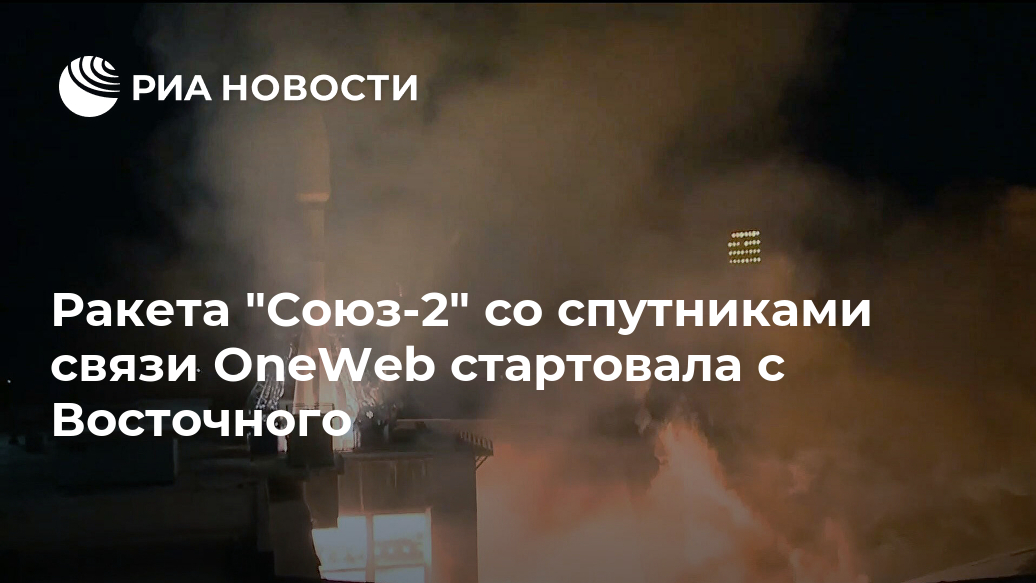 РИА НОВОСТИ
Ракета "Союз-2" со спутниками
связи OneWeb стартовала с
Восточного